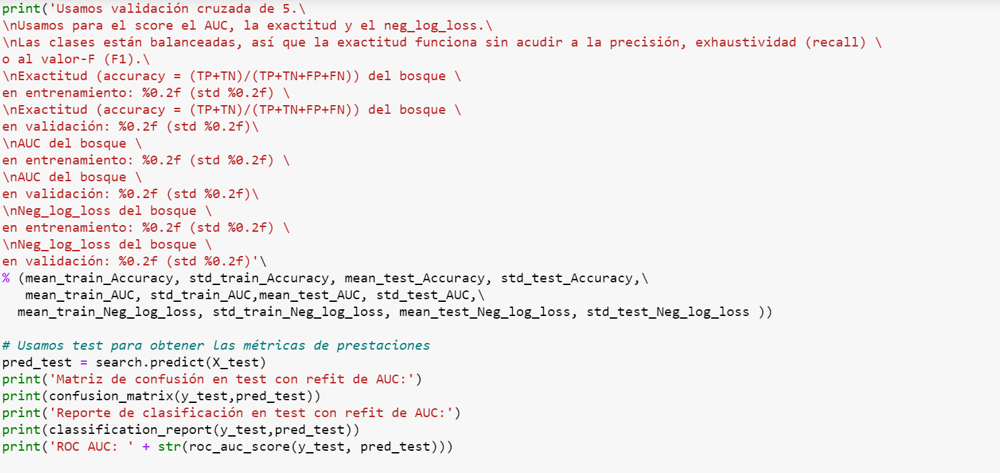 print('Usamos validación cruzada de 5.\
\nUsamos para el score el AUC, la exactitud y el neg_log_loss.\
\nLas clases están balanceadas, así que la exactitud funciona sin acudir a la precisión, exhaustividad (recall) \
o al valor-F (F1).\
\nExactitud (accuracy = (TP+TN)/(TP+TN+FP+FN)) del bosque \
en entrenamiento: %0.2f (std %0.2f) \
\nExactitud (accuracy = (TP+TN)/(TP+TN+FP+FN)) del bosque \
en validación: %0.2f (std %0.2f)\
\nAUC del bosque \
en entrenamiento: %0.2f (std %0.2f) \
\nAUC del bosque \
en validación: %0.2f (std %0.2f)\
\nNeg_log_loss del bosque \
en entrenamiento: %0.2f (std %0.2f) \
\nNeg_log_loss del bosque \
en validación: %0.2f (std %0.2f)'\
% (mean_train_Accuracy, std_train_Accuracy, mean_test_Accuracy, std_test_Accuracy,\
   mean_train_AUC, std_train_AUC,mean_test_AUC, std_test_AUC,\
  mean_train_Neg_log_loss, std_train_Neg_log_loss, mean_test_Neg_log_loss, std_test_Neg_log_loss ))

# Usamos test para obtener las métricas de prestaciones
pred_test = search.predict(X_test)
print('Matriz de confusión en test con refit de AUC:')
print(confusion_matrix(y_test,pred_test))
print('Reporte de clasificación en test con refit de AUC:')
print(classification_report(y_test,pred_test))
print('ROC AUC: ' + str(roc_auc_score(y_test, pred_test)))